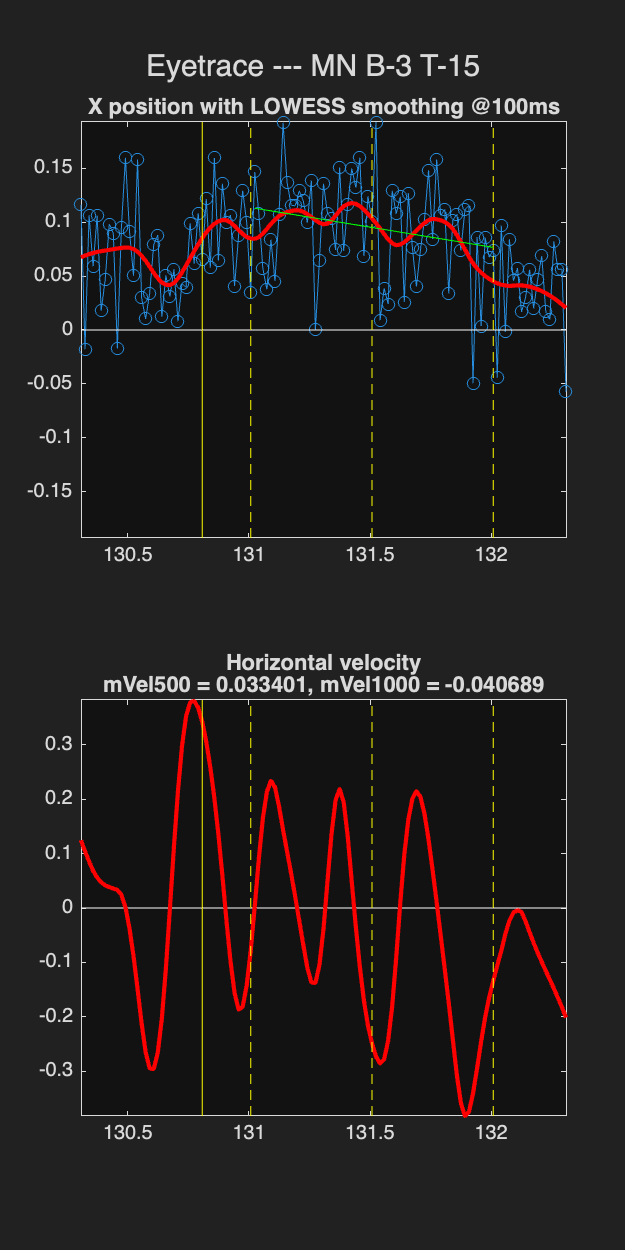 Eyetrace --- MN B-3 T-15
X position with LOWESS smoothing @100ms
0.15
0.1
0.05
0
-0.05
-0.1
-0.15
130.5 131 131.5 132
Horizontal velocity
mVel500 = 0.033401, mVel1000 = -0.040689
0.3
0.2
0.1
0
-0.1
-0.2
-0.3
130.5 131 131.5 132